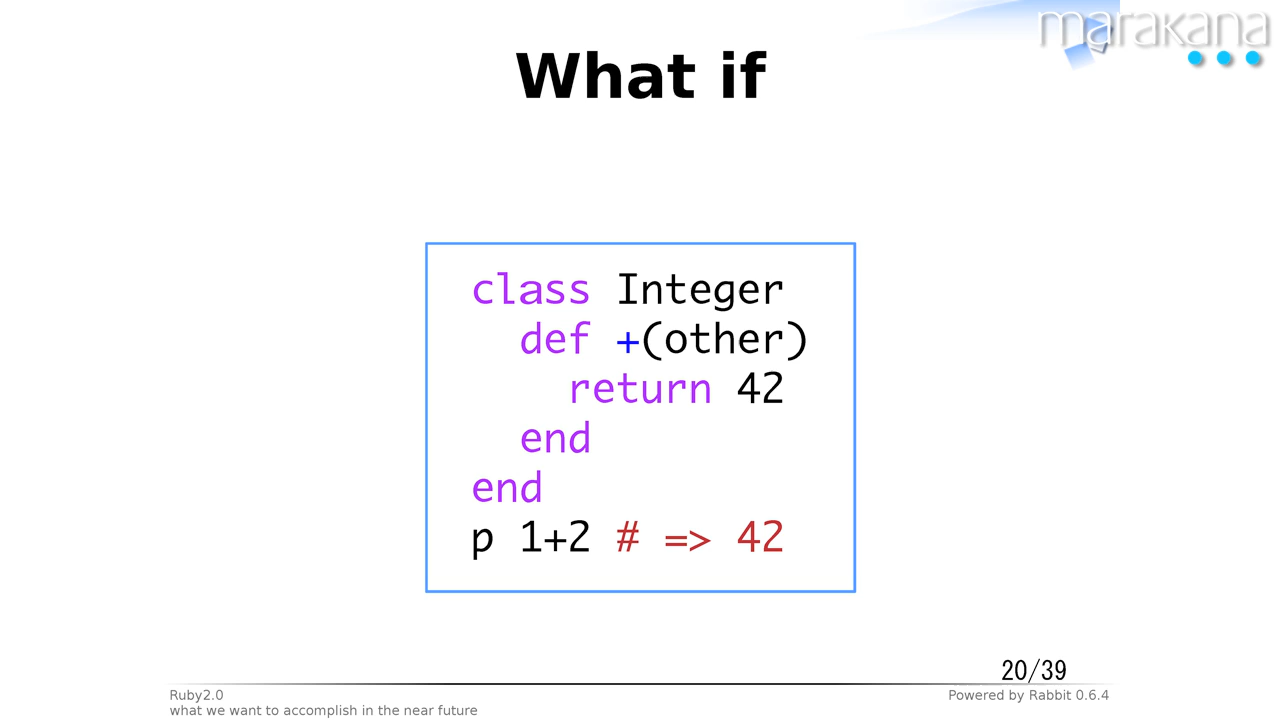 marakana
What if
class Integer
  def +(other)
    return 42
  end
end
p 1+2 # => 42
20/39
Ruby2.0
Powered by Rabbit 0.6.4
what we want to accomplish in the near future